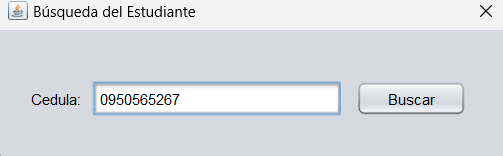 Búsqueda del Estudiante
Cedula: 0950565267 Buscar